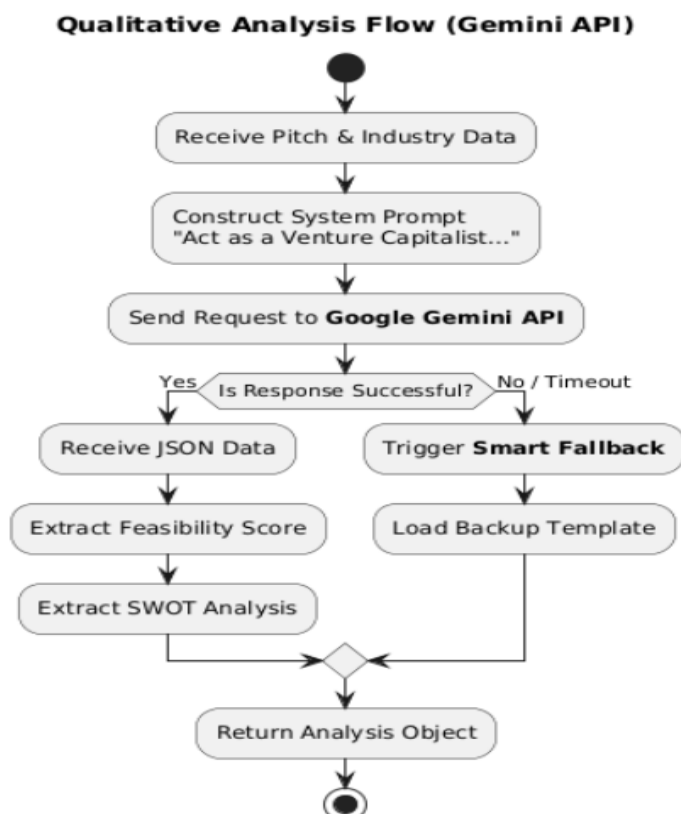 Qualitative Analysis Flow (Gemini API)
Receive Pitch & Industry Data
Construct System Prompt
"Act as a Venture Capitalist..."
Send Request to Google Gemini API
Is Response Successful?
Yes
No / Timeout
Receive JSON Data
Trigger Smart Fallback
Extract Feasibility Score
Load Backup Template
Extract SWOT Analysis
Return Analysis Object